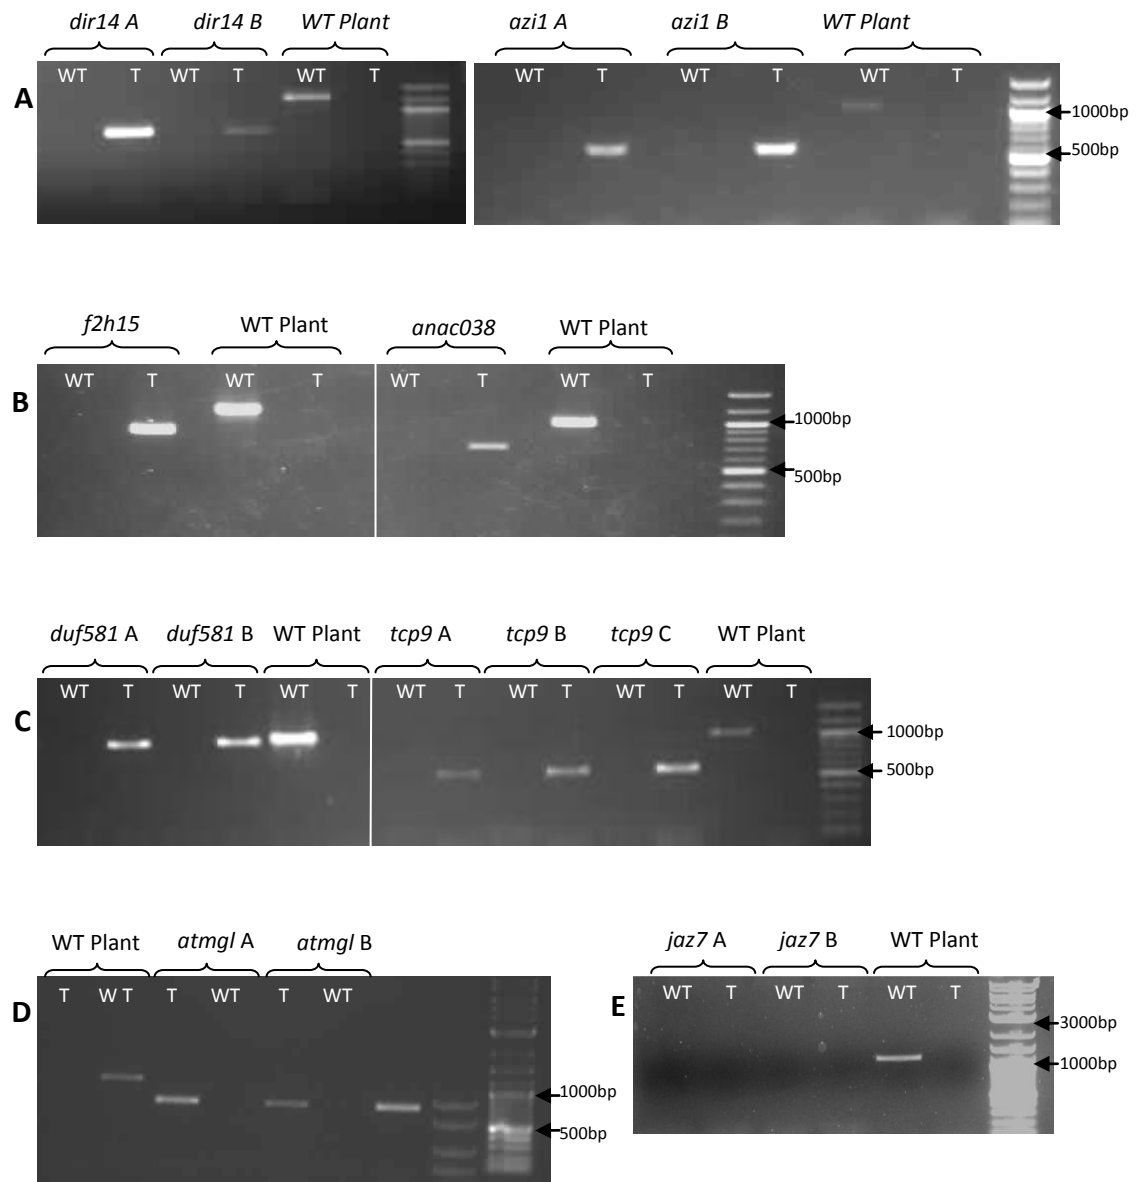 dir14 A dir14 B WT Plant azi1 A azi1 B WT Plant
WT T WT T WT T WT T WT T WT T
A
1000bp
500bp
f2h15 WT Plant anac038 WT Plant
WT T WT T WT T WT T
B
1000bp
500bp
duf581 A duf581 B WT Plant tcp9 A tcp9 B tcp9 C WT Plant
WT T WT T WT T WT T WT T WT T WT T
C
1000bp
500bp
WT Plant atmgl A atmgl B jaz7 A jaz7 B WT Plant
T W T T WT T WT WT T WT T WT T
D E
3000bp
1000bp
1000bp
500bp